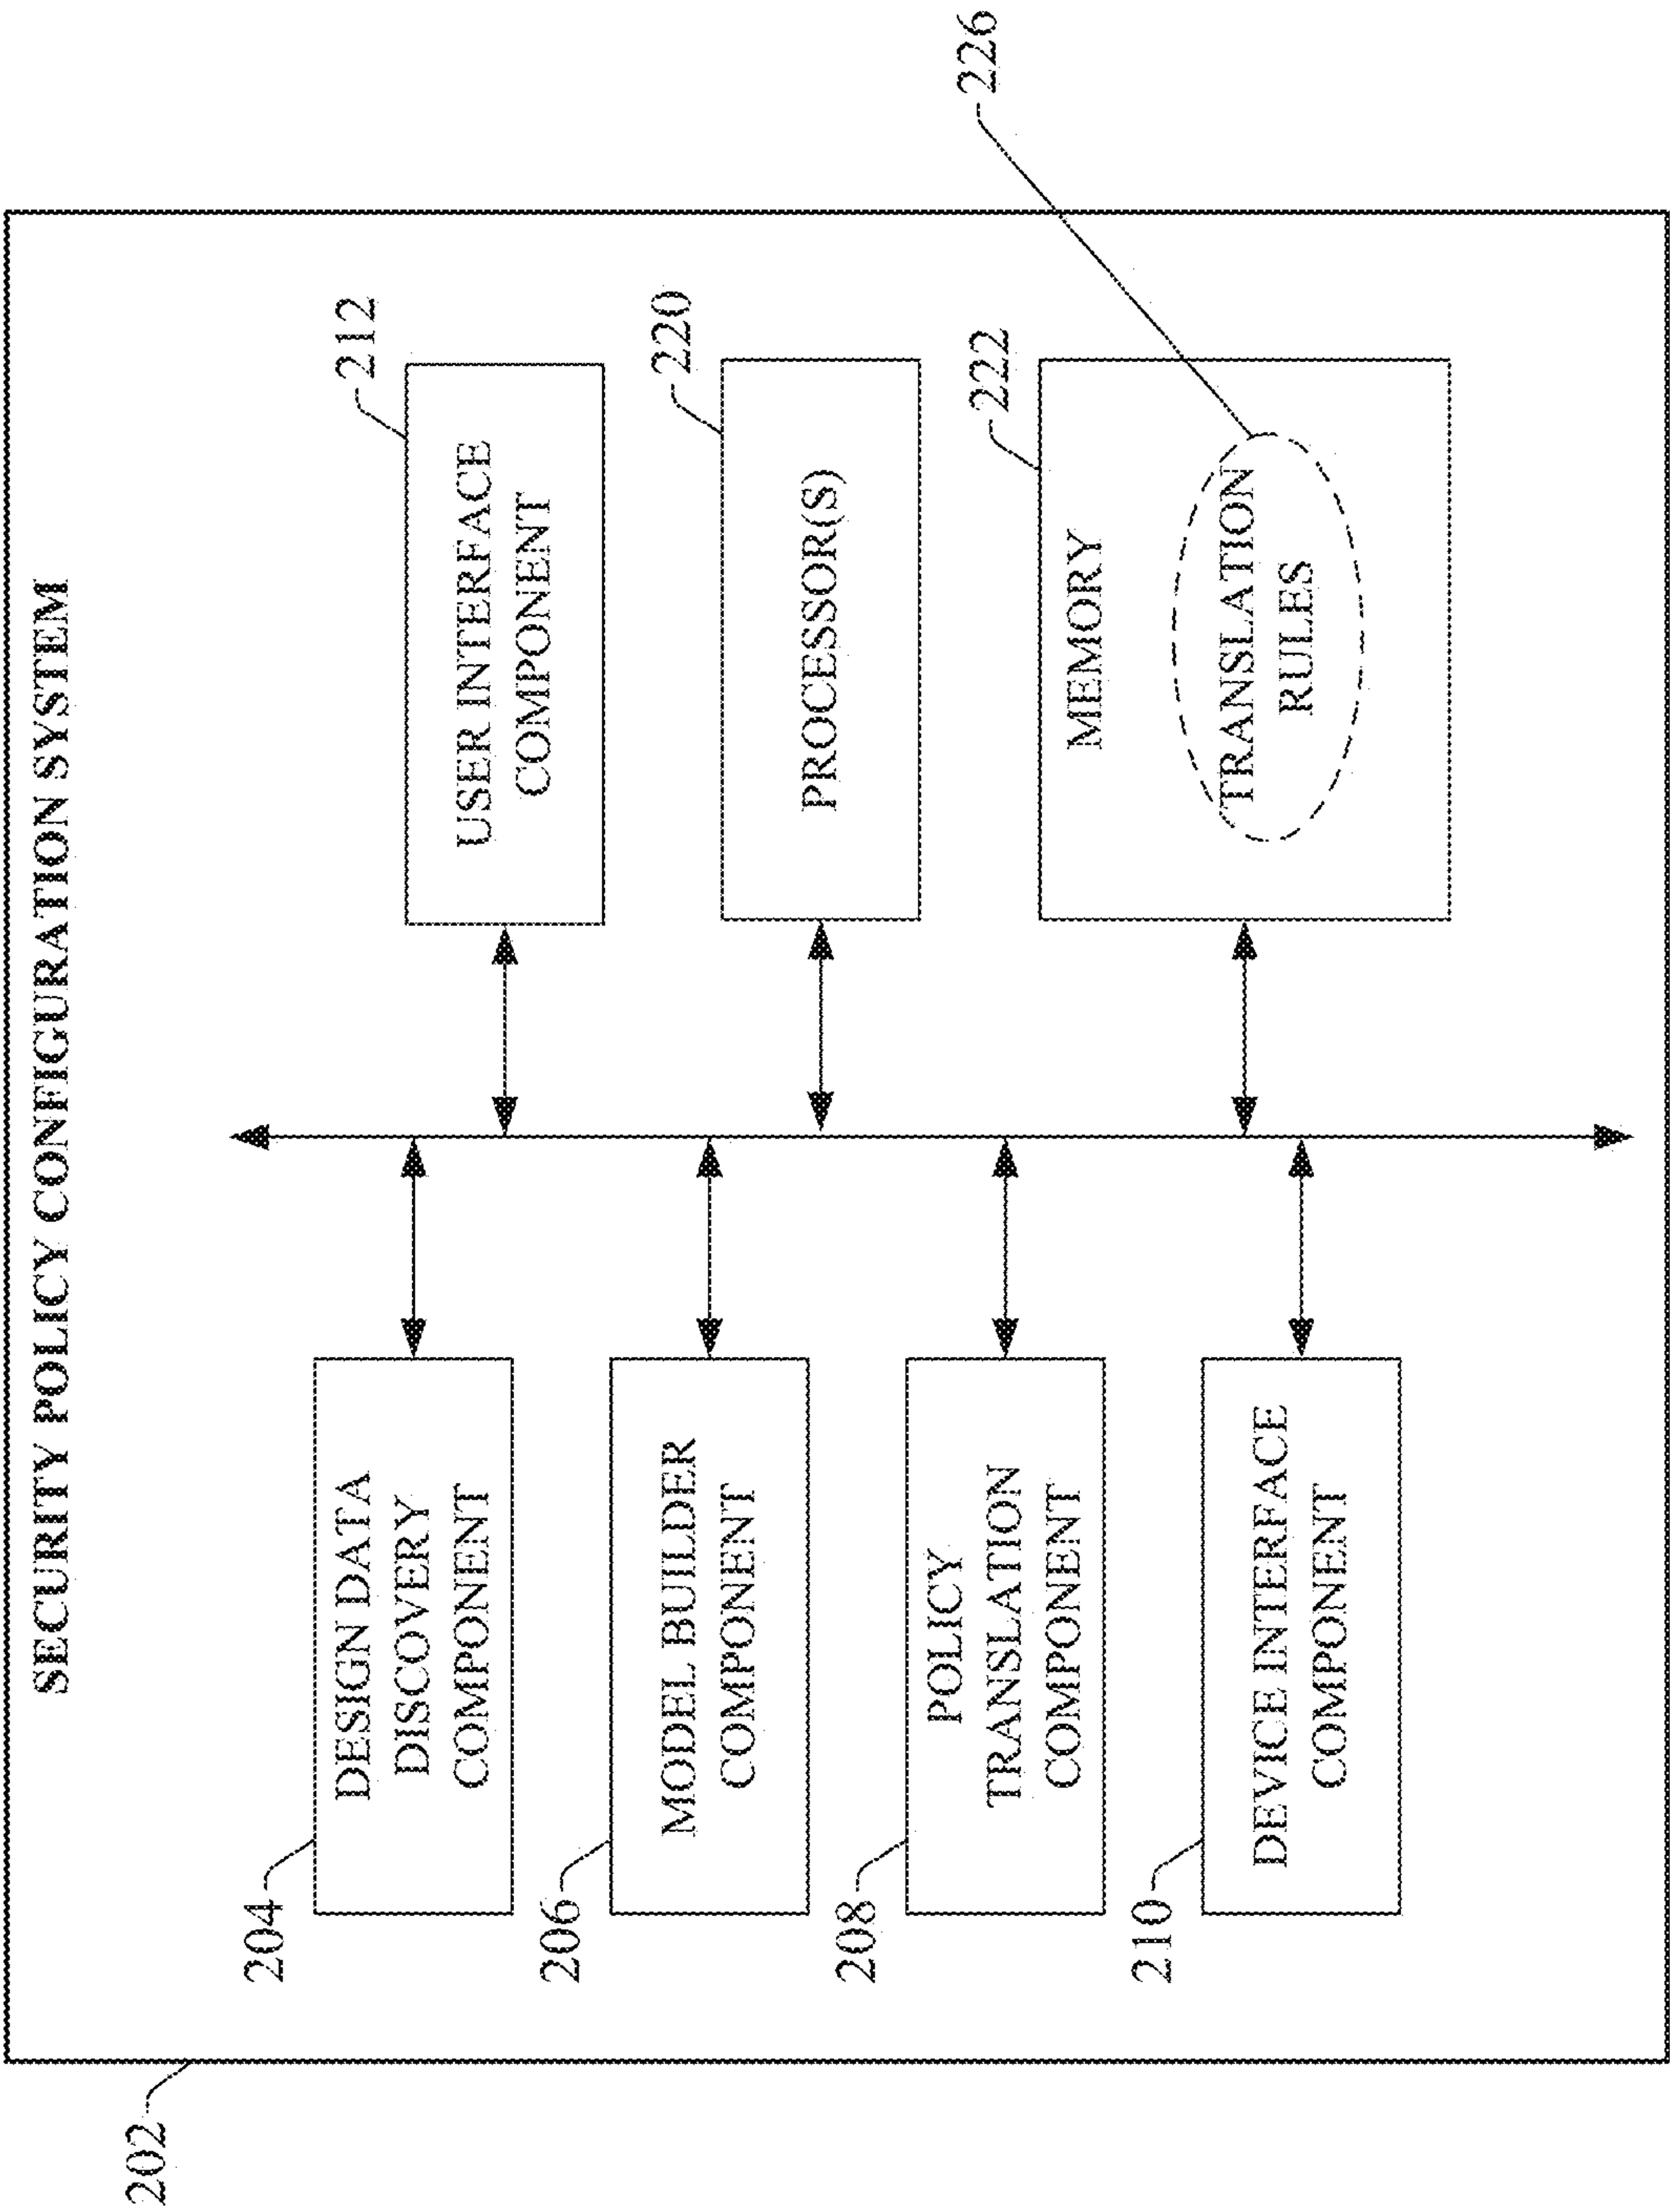 SECURITY POLICY CONFIGURATION SYSTEM
202
204
DESIGN DATA
DISCOVERY
COMPONENT
206
MODEL BUILDER
COMPONENT
208
POLICY
TRANSLATION
COMPONENT
210
DEVICE INTERFACE
COMPONENT
212
USER INTERFACE
COMPONENT
220
PROCESSOR(S)
222
MEMORY
TRANSLATION
RULES
226